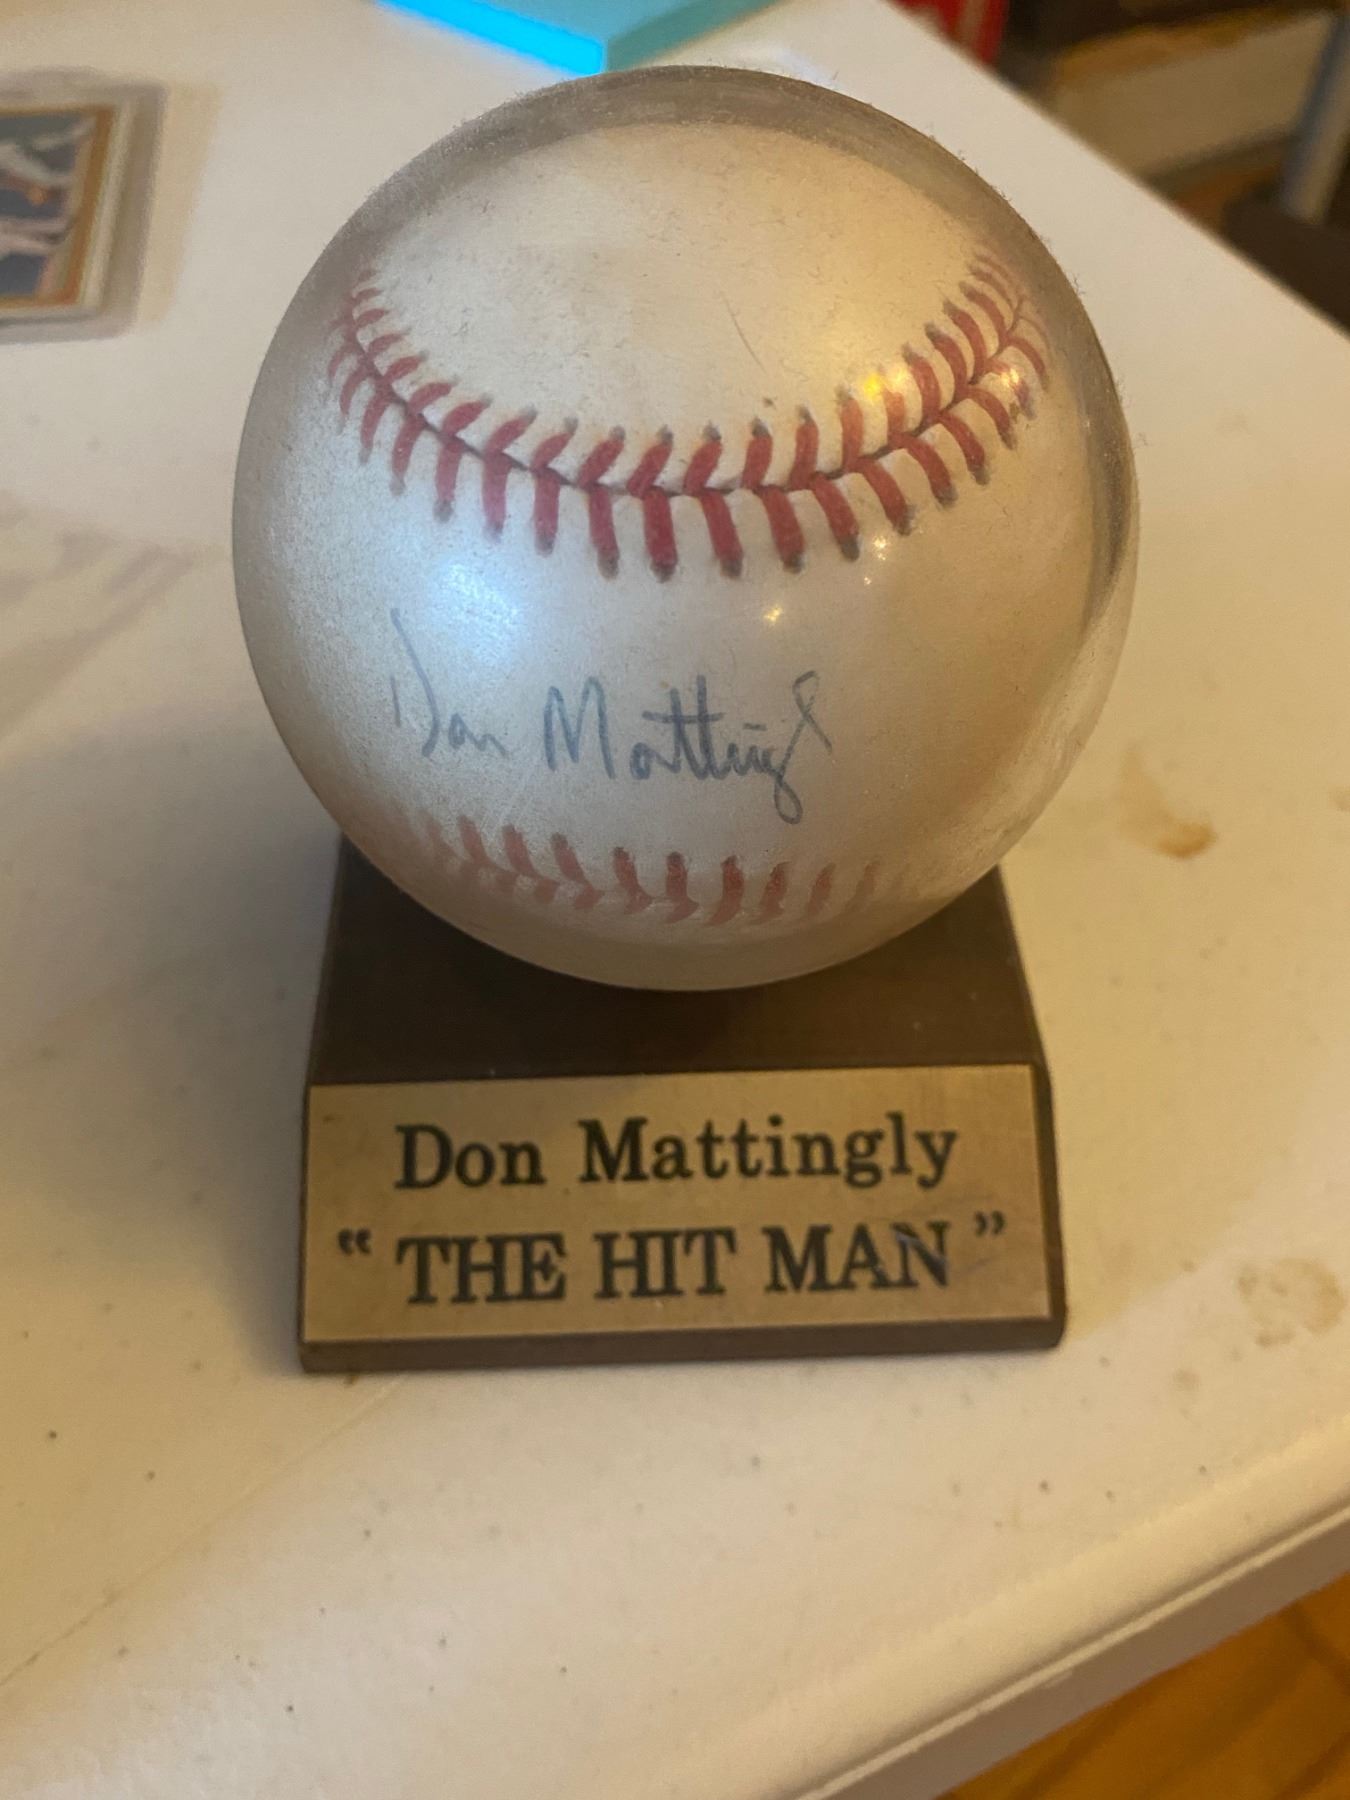 Don Mattingly
Don Mattingly
“ THE HIT MAN ”